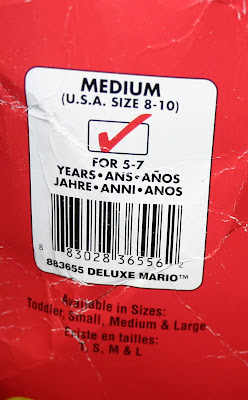 MEDIUM
(U.S.A. SIZE 8-10)
FOR 5-7
YEARS•ANS•AÑOS
JAHRE•ANNI•ANOS
8 83028 36556 2
883655 DELUXE MARIO™
Available in Sizes:
Toddler, Small, Medium & Large
Existe en tailles:
S, M & L